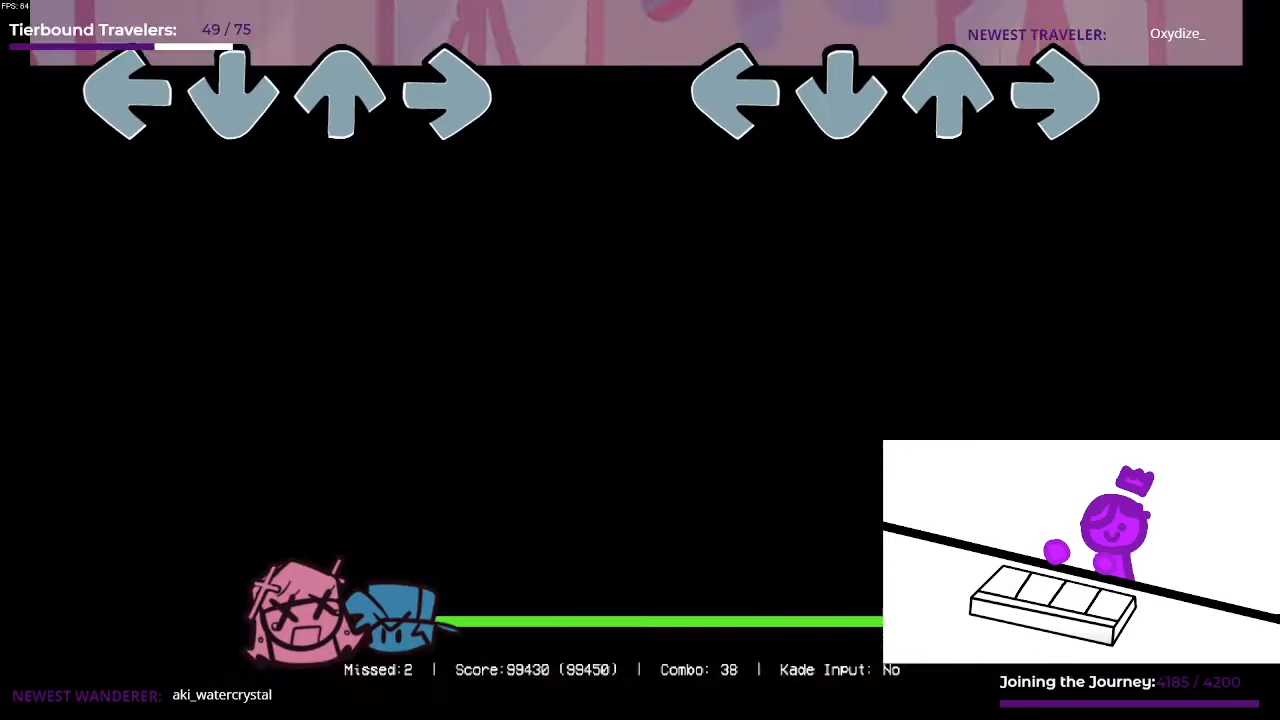 FPS: 84
Tierbound Travelers: 49 / 75
NEWEST TRAVELER: Oxydize_
Missed:2 | Score:99430 (99450) | Combo: 38 | Kade Input: No
Joining the Journey: 4185 / 4200
NEWEST WANDERER: aki_watercrystal